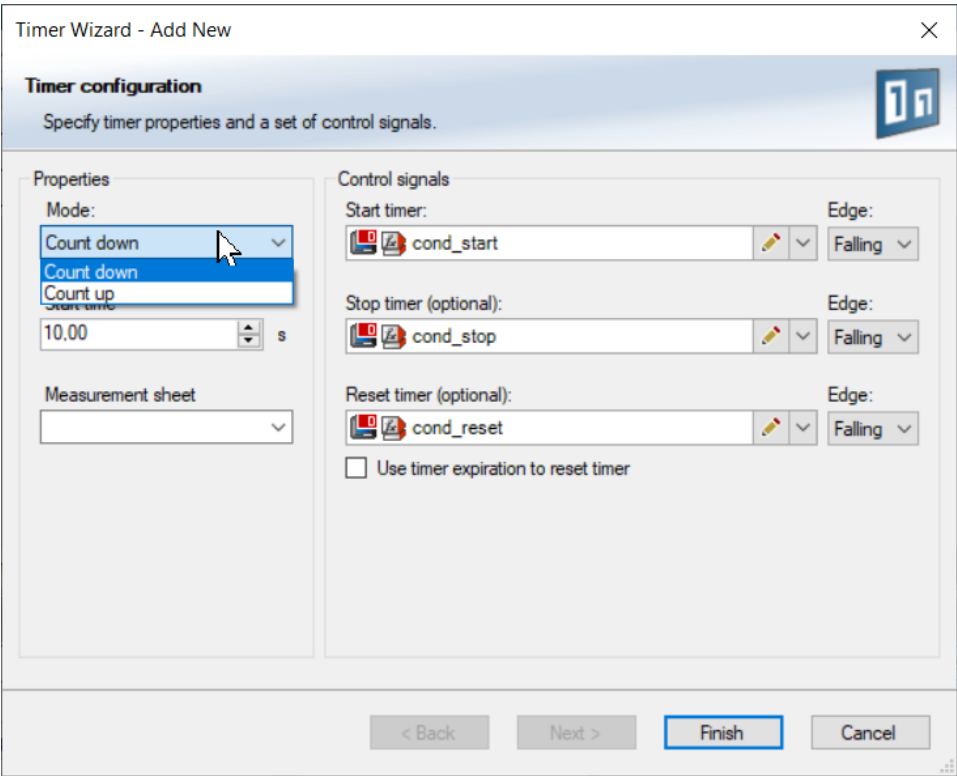 Timer Wizard - Add New
Timer configuration
Specify timer properties and a set of control signals.
Properties
Mode:
Count down
Count down
Count up
Start time
10,00 s
Measurement sheet
Control signals
Start timer: Edge:
cond_start Falling
Stop timer (optional): Edge:
cond_stop Falling
Reset timer (optional): Edge:
cond_reset Falling
Use timer expiration to reset timer
< Back Next > Finish Cancel